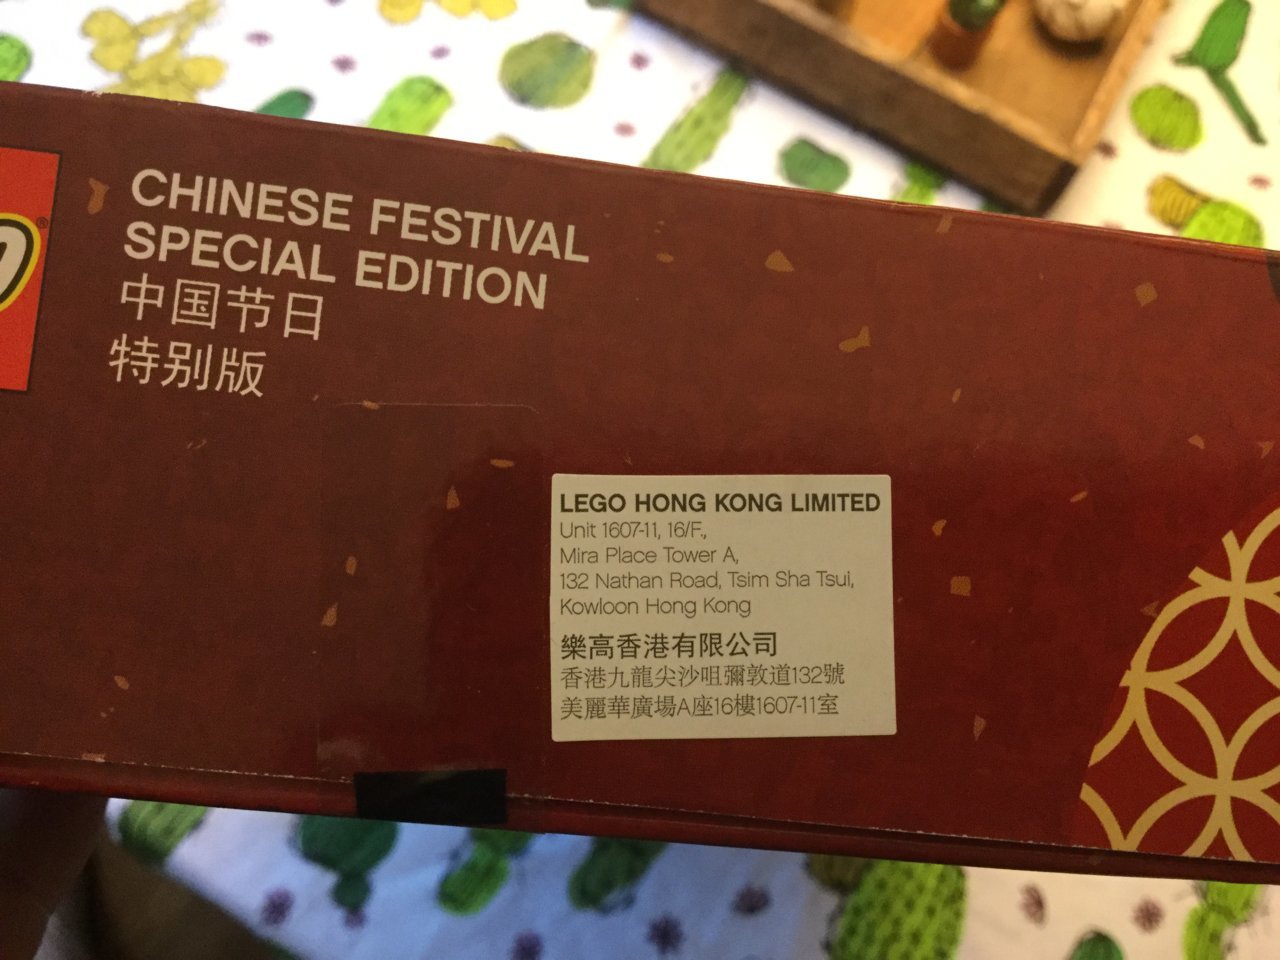 CHINESE FESTIVAL
SPECIAL EDITION
中国节日
特别版
LEGO HONG KONG LIMITED
Unit 1607-11, 16/F.,
Mira Place Tower A,
132 Nathan Road, Tsim Sha Tsui,
Kowloon Hong Kong
樂高香港有限公司
香港九龍尖沙咀彌敦道132號
美麗華廣場A座16樓1607-11室